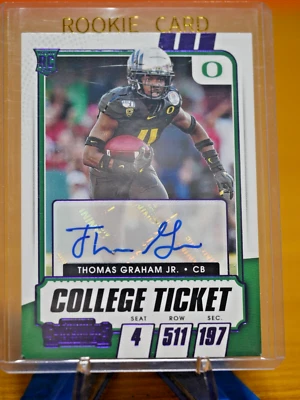 ROOKIE CARD
RC
O
THOMAS GRAHAM JR. • CB
COLLEGE TICKET
SEAT ROW SEC.
4 511 197